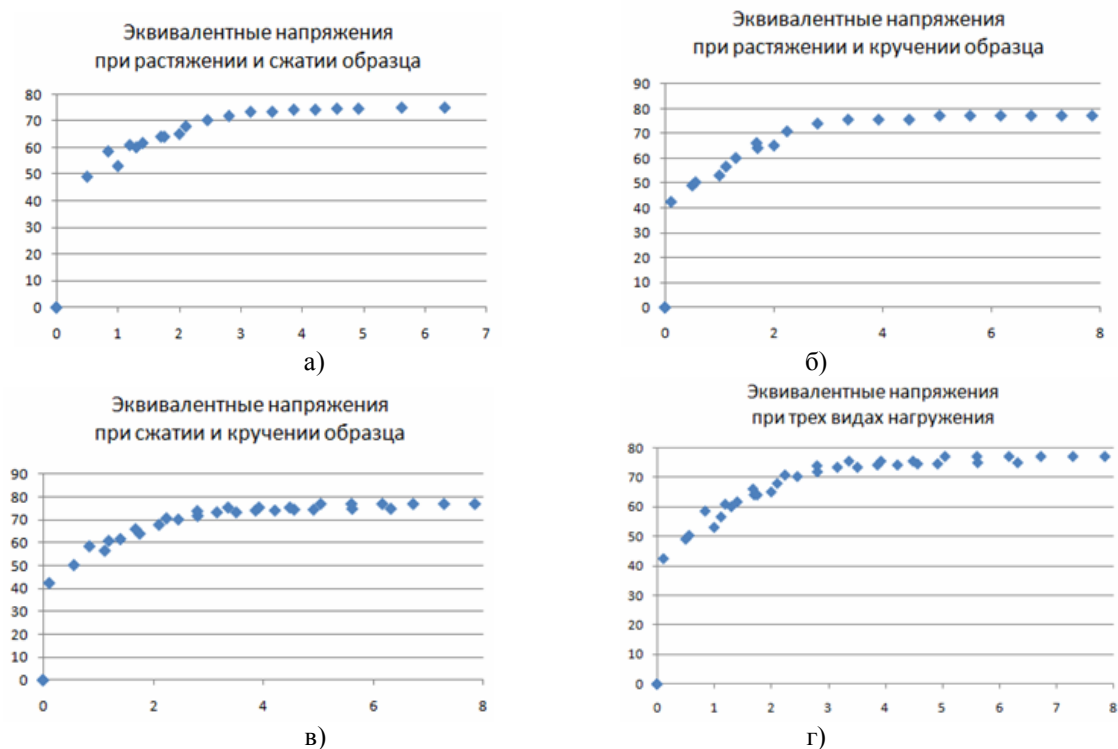 Эквивалентные напряжения
при растяжении и сжатии образца
80
70
60
50
40
30
20
10
0
0 1 2 3 4 5 6 7
а)
Эквивалентные напряжения
при растяжении и кручении образца
90
80
70
60
50
40
30
20
10
0
0 2 4 6 8
б)
Эквивалентные напряжения
при сжатии и кручении образца
90
80
70
60
50
40
30
20
10
0
0 2 4 6 8
в)
Эквивалентные напряжения
при трех видах нагружения
80
70
60
50
40
30
20
10
0
0 1 2 3 4 5 6 7 8
г)